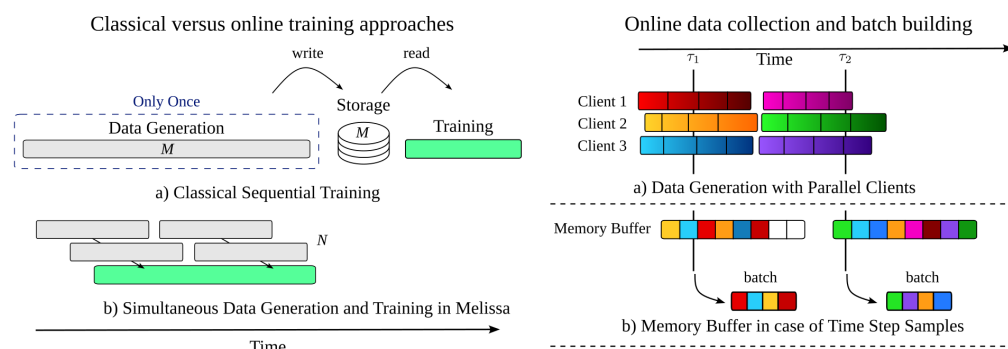 Classical versus online training approaches
write
read
Only Once
Storage
Data Generation
M
M
Training
a) Classical Sequential Training
N
b) Simultaneous Data Generation and Training in Melissa
Time
Online data collection and batch building
τ1
Time
τ2
Client 1
Client 2
Client 3
a) Data Generation with Parallel Clients
Memory Buffer
batch
batch
b) Memory Buffer in case of Time Step Samples